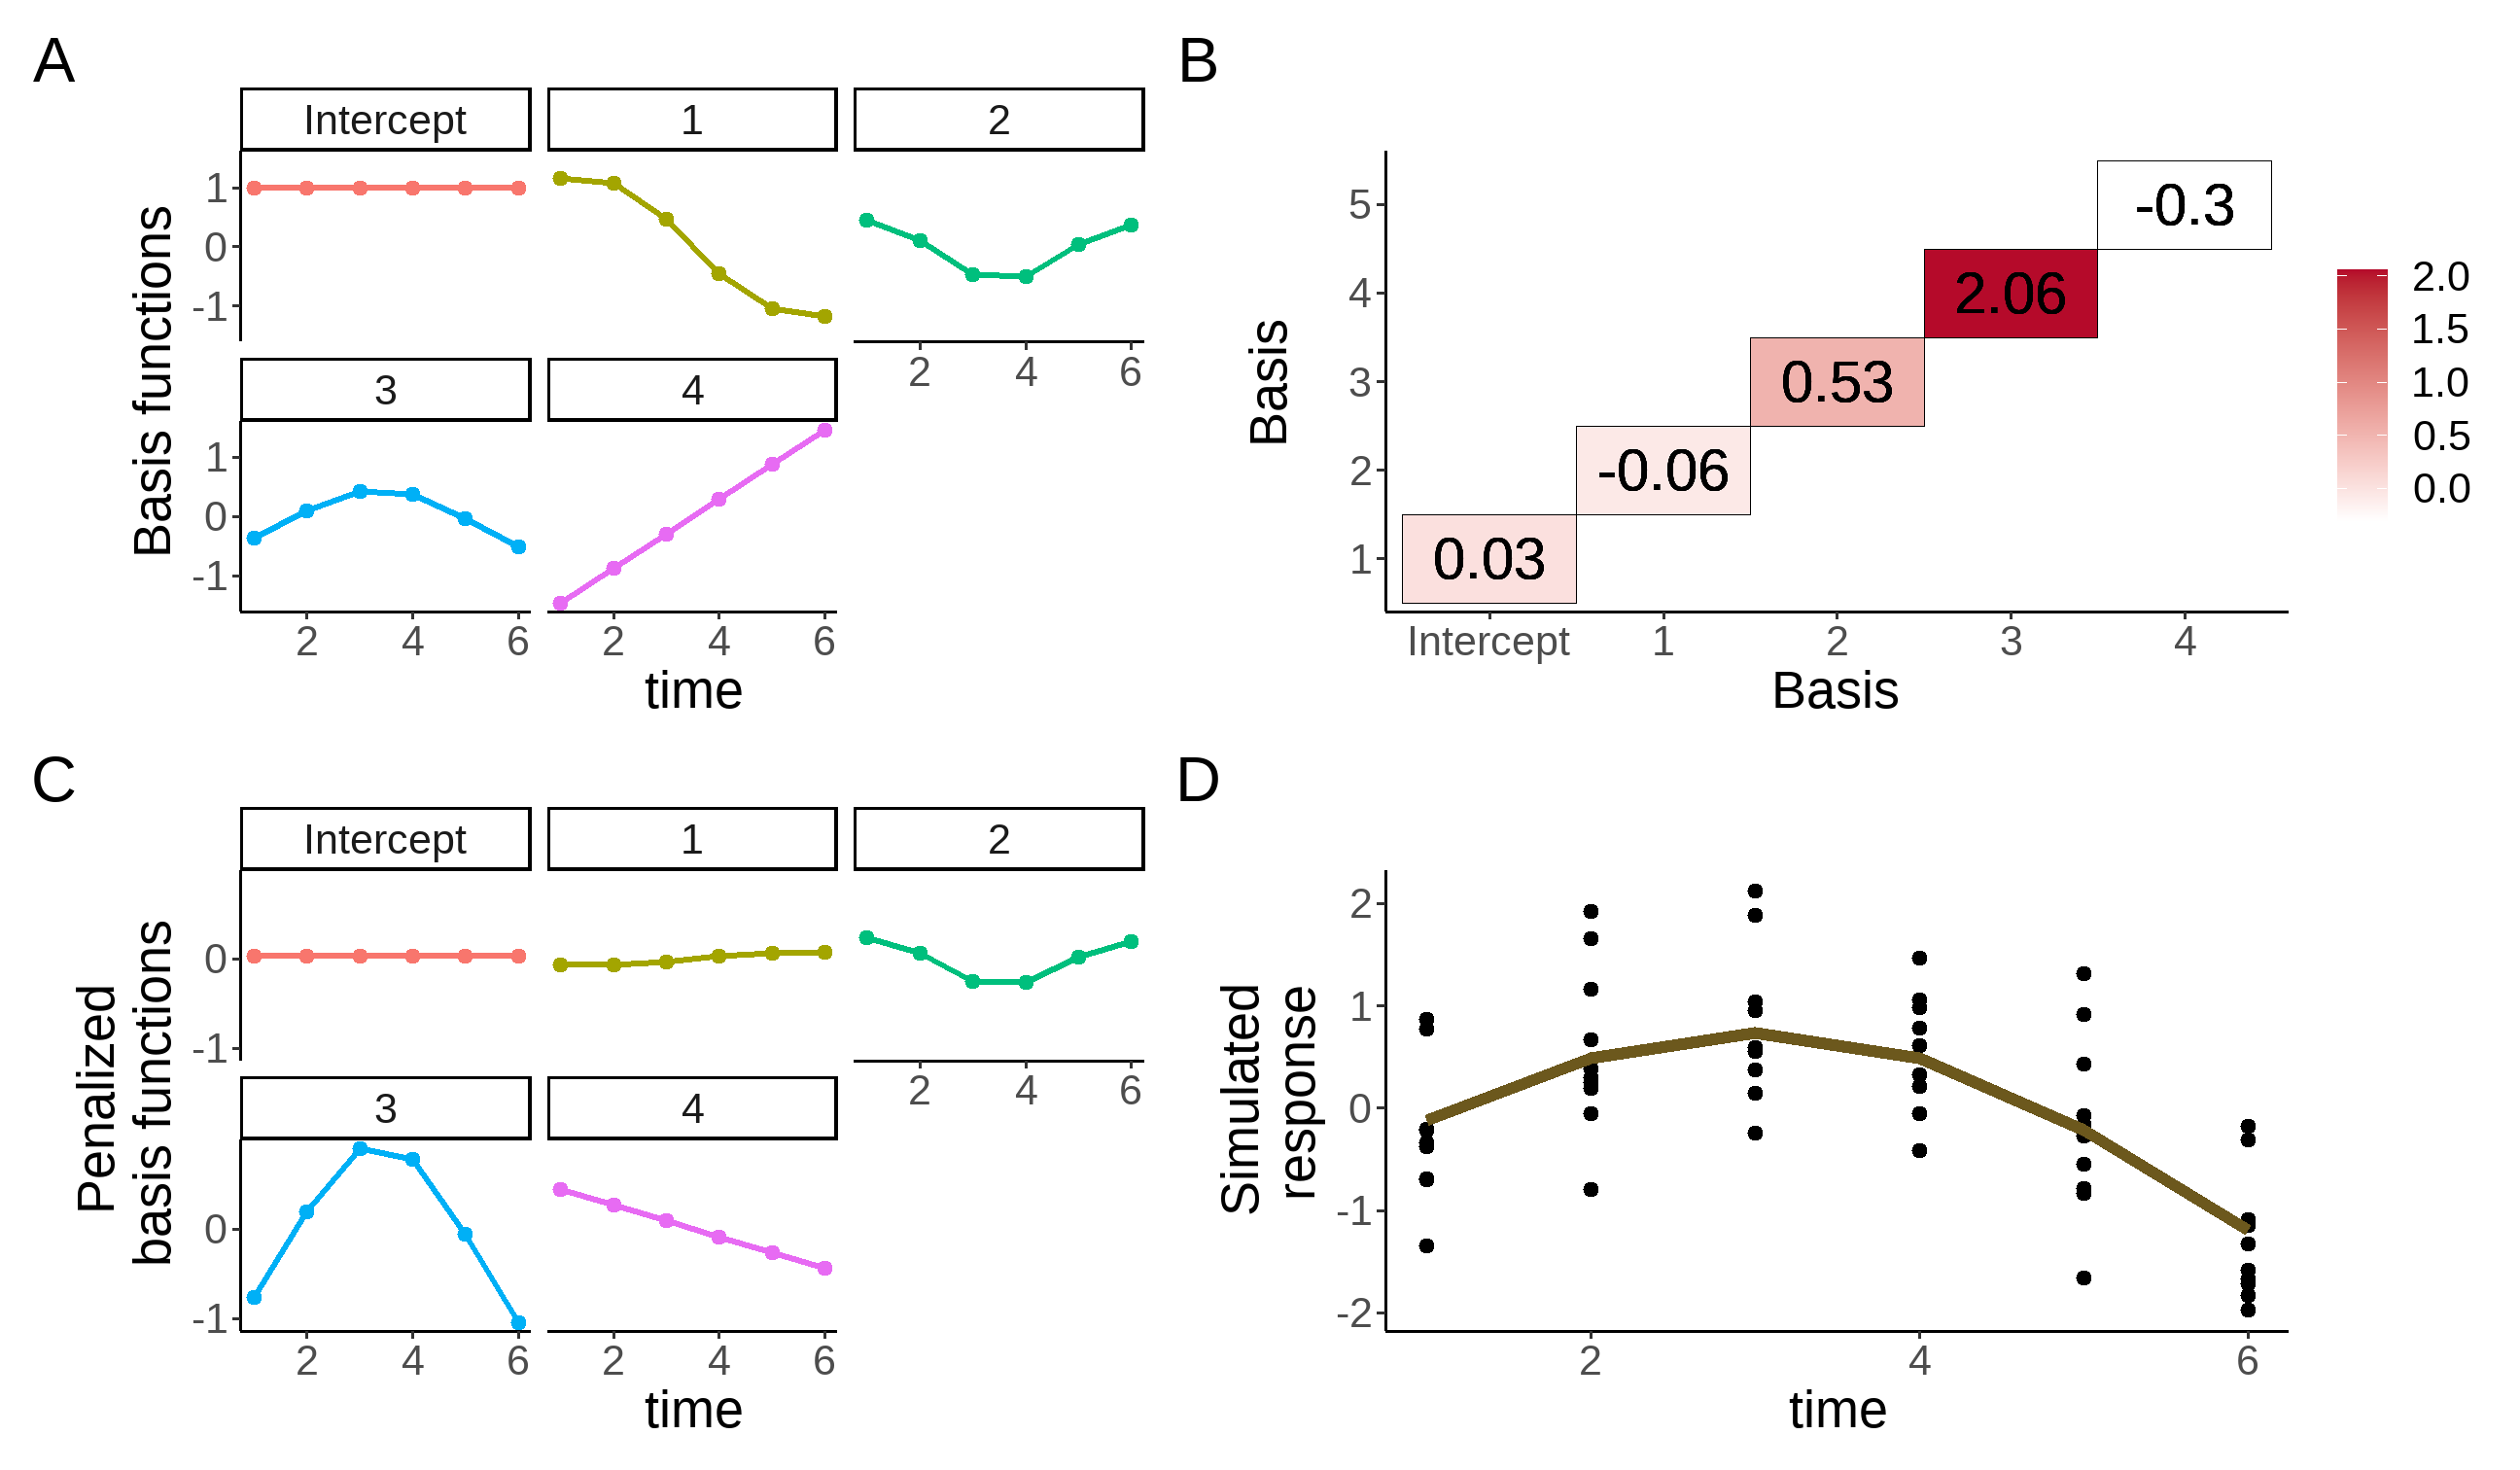 A
Intercept 1 2
1
0
-1
2 4 6
3 4
1
0
-1
2 4 6 2 4 6
Basis functions
time
B
5
4
3
2
1
-0.3
2.06
0.53
-0.06
0.03
Intercept 1 2 3 4
Basis
Basis
2.0
1.5
1.0
0.5
0.0
C
Intercept 1 2
0
-1
2 4 6
3 4
0
-1
2 4 6 2 4 6
Penalized
basis functions
time
D
2
1
0
-1
-2
2 4 6
Simulated
response
time